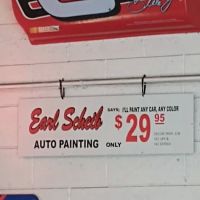 SAYS: I'LL PAINT ANY CAR, ANY COLOR
Earl Scheib
AUTO PAINTING
ONLY $29.95